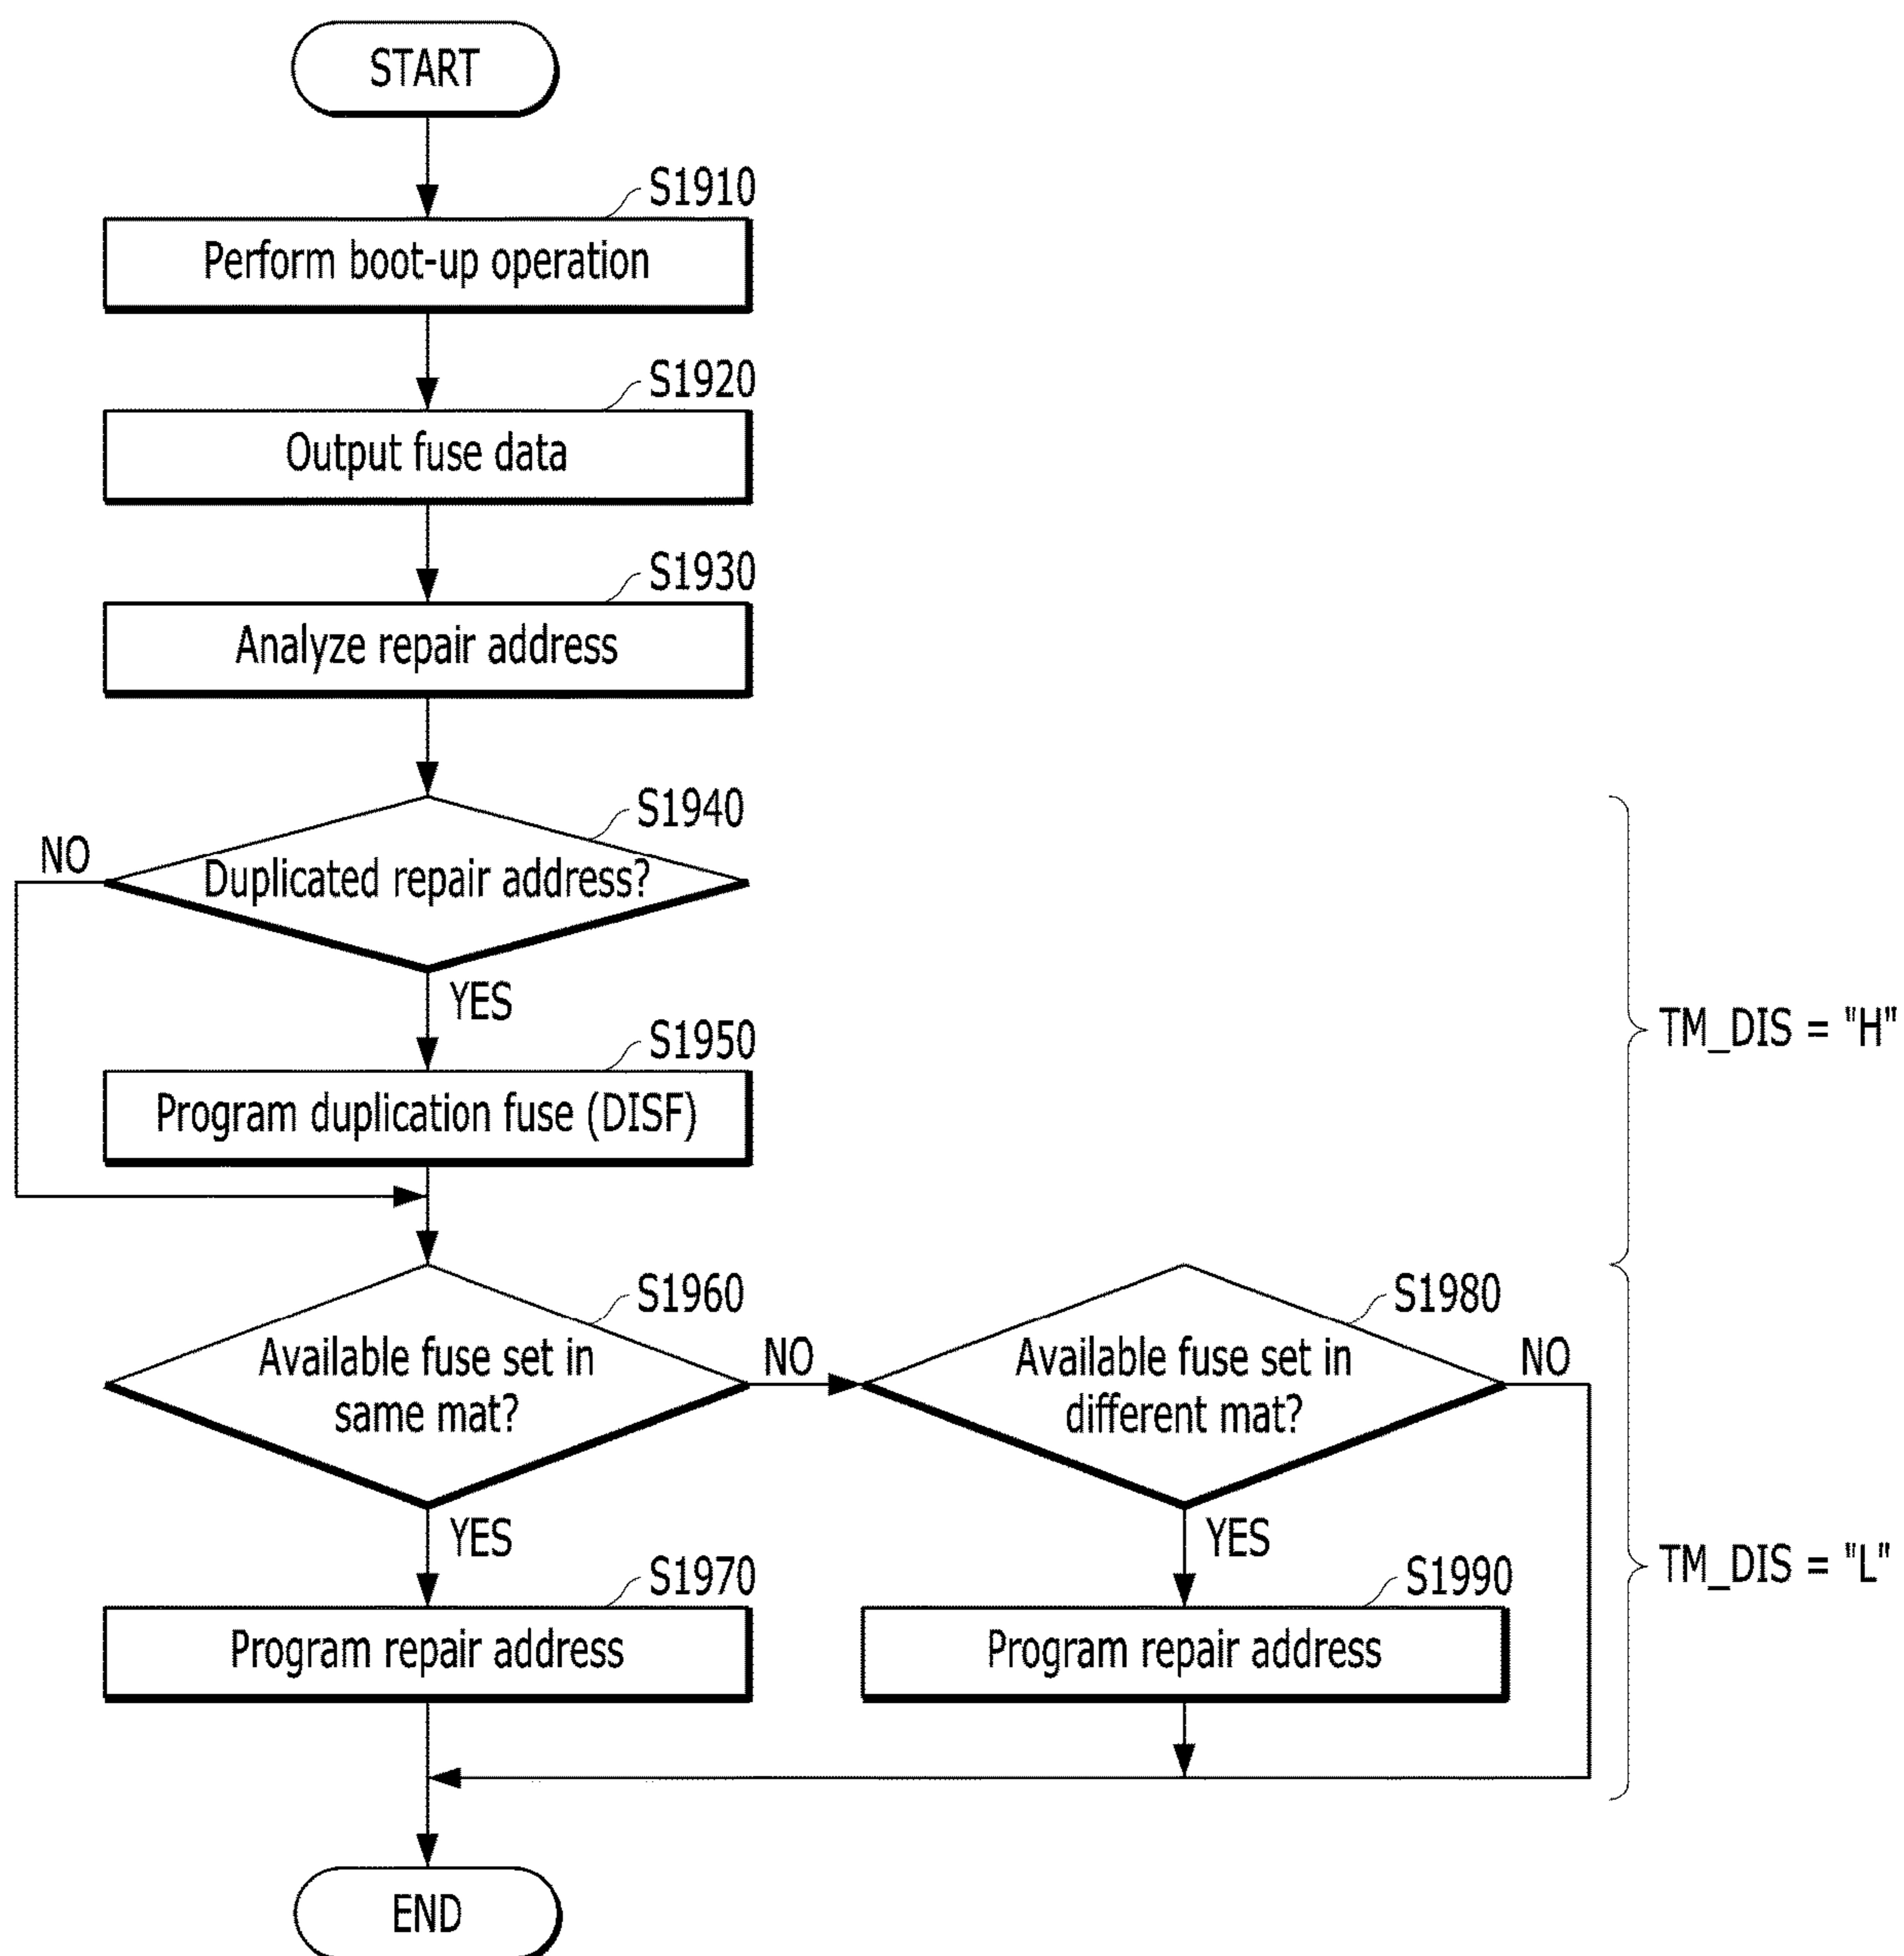 START
S1910
Perform boot-up operation
S1920
Output fuse data
S1930
Analyze repair address
S1940
NO
Duplicated repair address?
YES
S1950
Program duplication fuse (DISF)
TM_DIS = "H"
S1960
Available fuse set in
same mat?
NO
YES
S1970
Program repair address
S1980
Available fuse set in
different mat?
NO
YES
S1990
Program repair address
TM_DIS = "L"
END